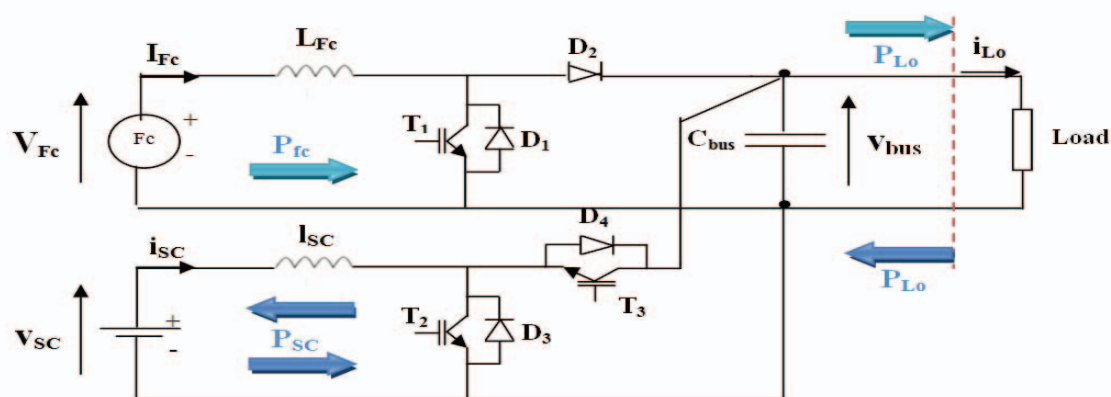 I_Fc
L_Fc
D_2
P_Lo
i_Lo
V_Fc
Fc
+
-
P_fc
T_1
D_1
C_bus
v_bus
Load
i_SC
l_SC
D_4
P_Lo
v_SC
+
-
P_SC
T_2
D_3
T_3